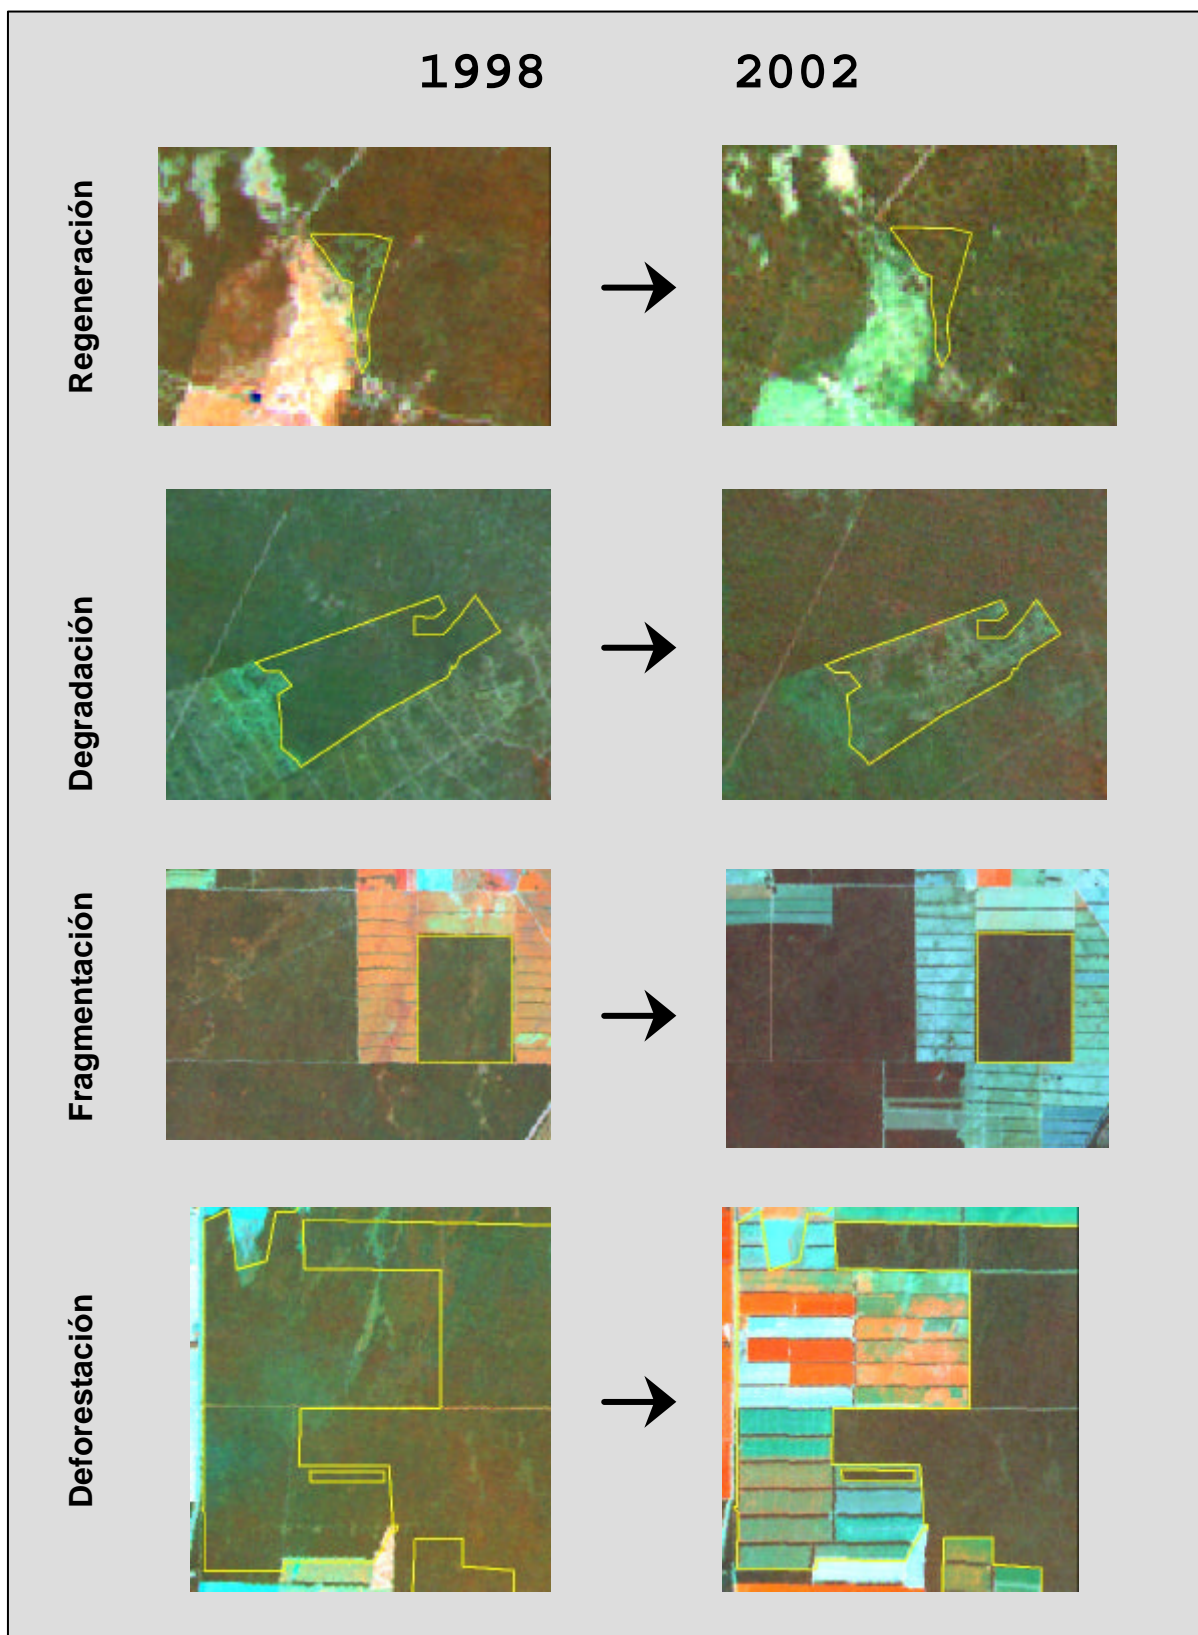 1998 2002
Regeneración
Degradación
Fragmentación
Deforestación